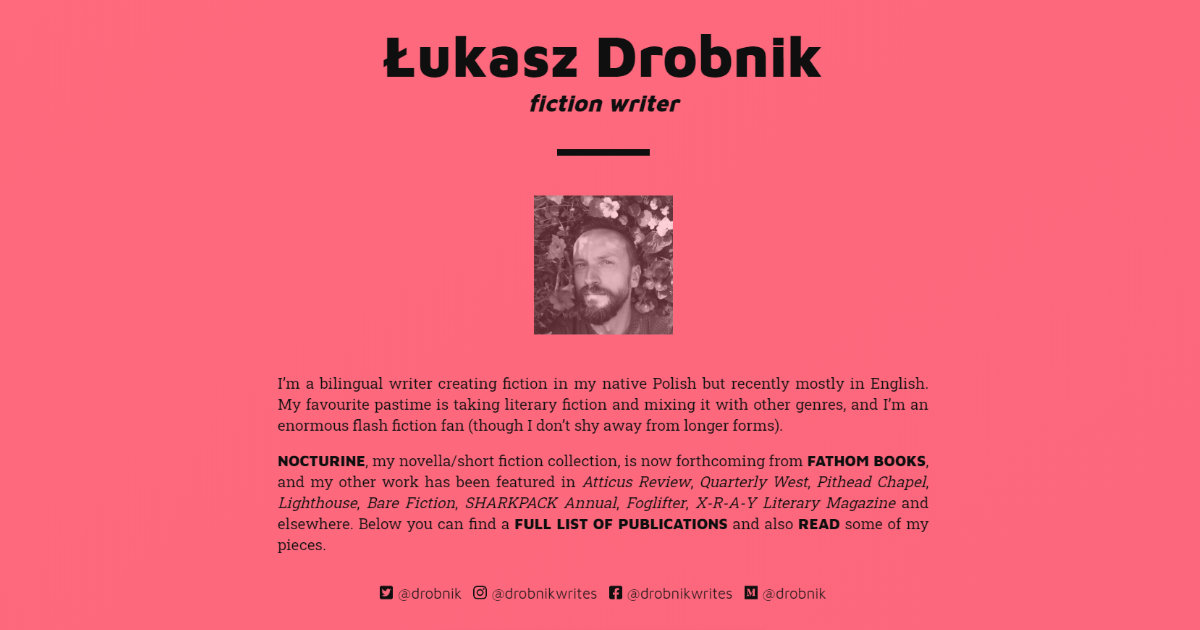 Łukasz Drobnik
fiction writer
I’m a bilingual writer creating fiction in my native Polish but recently mostly in English.
My favourite pastime is taking literary fiction and mixing it with other genres, and I’m an
enormous flash fiction fan (though I don’t shy away from longer forms).
NOCTURINE, my novella/short fiction collection, is now forthcoming from FATHOM BOOKS,
and my other work has been featured in Atticus Review, Quarterly West, Pithead Chapel,
Lighthouse, Bare Fiction, SHARKPACK Annual, Foglifter, X-R-A-Y Literary Magazine and
elsewhere. Below you can find a FULL LIST OF PUBLICATIONS and also READ some of my
pieces.
@drobnik @drobnikwrites @drobnikwrites @drobnik